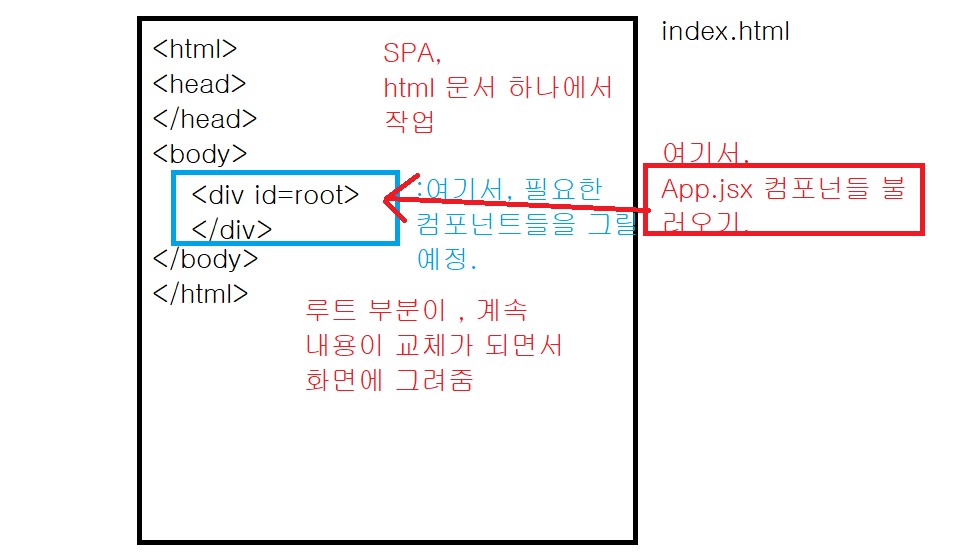 index.html
<html>
<head>
</head>
<body>
<div id=root>
</div>
</body>
</html>
SPA,
html 문서 하나에서
작업
:여기서, 필요한
컴포넌트들을 그릴
예정.
여기서,
App.jsx 컴포넌들 불
러오기.
루트 부분이 , 계속
내용이 교체가 되면서
화면에 그려줌